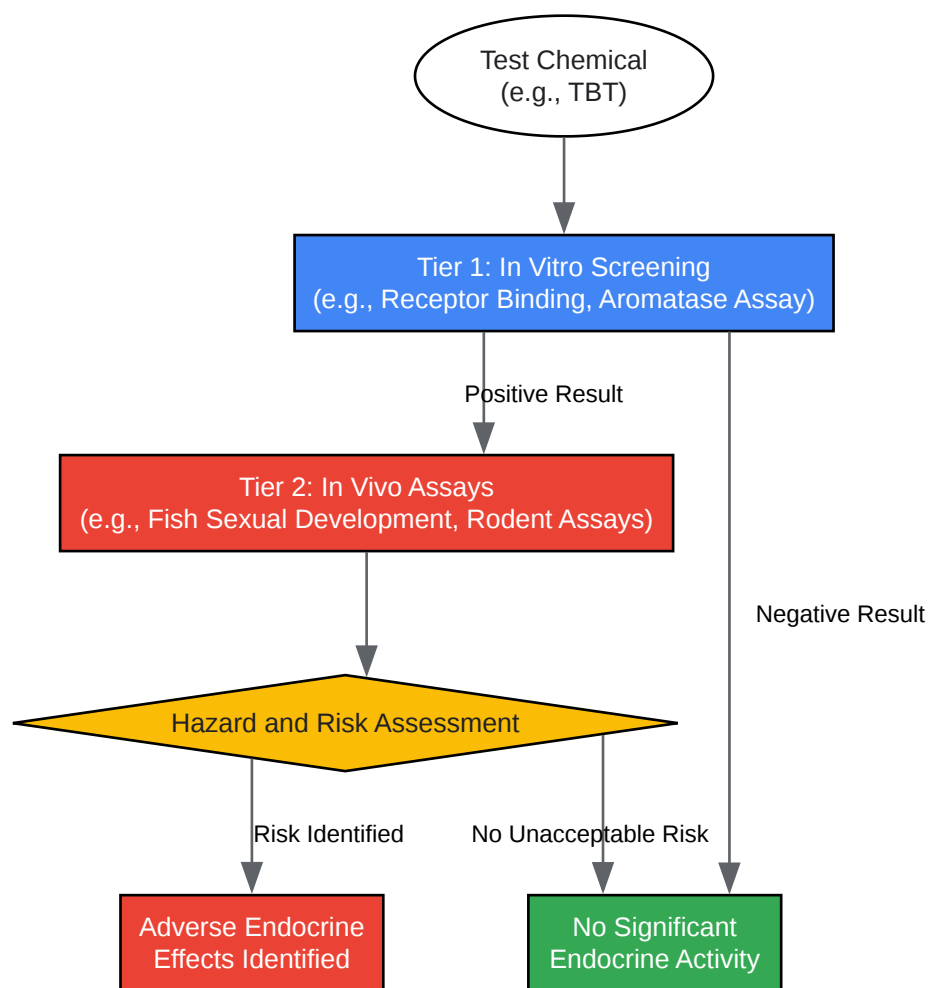 Test Chemical
(e.g., TBT)
Tier 1: In Vitro Screening
(e.g., Receptor Binding, Aromatase Assay)
Positive Result
Tier 2: In Vivo Assays
(e.g., Fish Sexual Development, Rodent Assays)
Negative Result
Hazard and Risk Assessment
Risk Identified
No Unacceptable Risk
Adverse Endocrine
Effects Identified
No Significant
Endocrine Activity